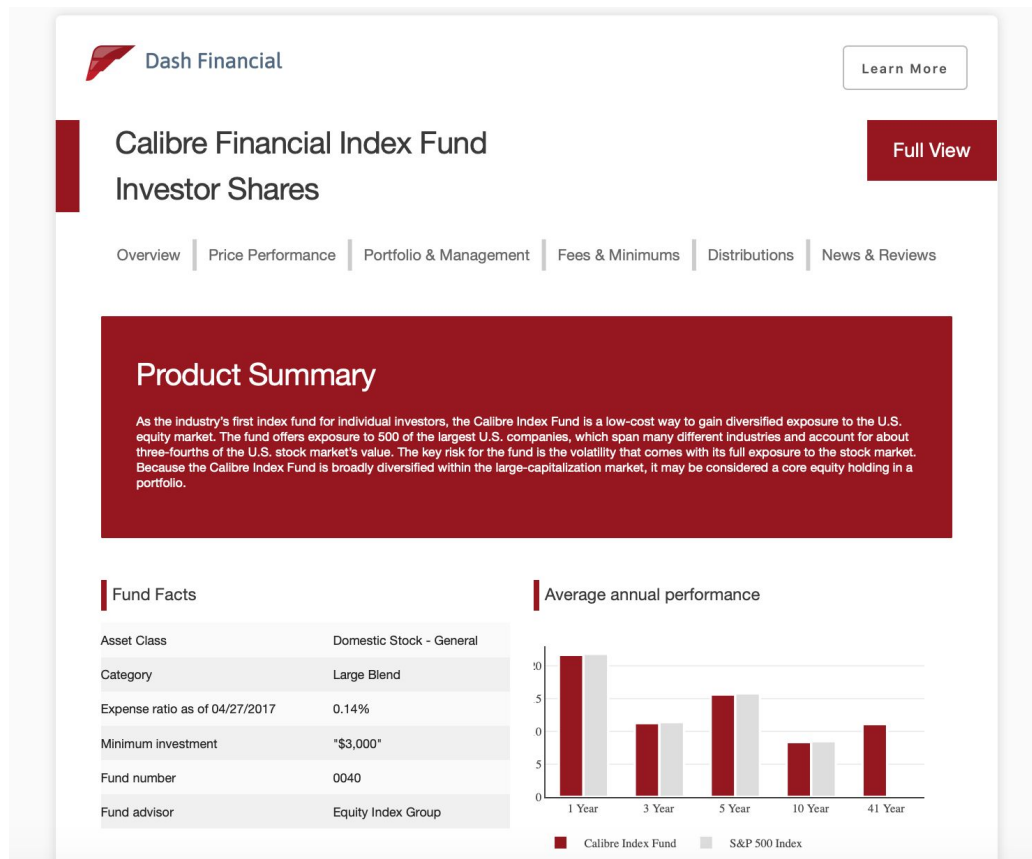 Dash Financial
Learn More
Calibre Financial Index Fund
Investor Shares
Full View
Overview
Price Performance
Portfolio & Management
Fees & Minimums
Distributions
News & Reviews
Product Summary
As the industry's first index fund for individual investors, the Calibre Index Fund is a low-cost way to gain diversified exposure to the U.S.
equity market. The fund offers exposure to 500 of the largest U.S. companies, which span many different industries and account for about
three-fourths of the U.S. stock market's value. The key risk for the fund is the volatility that comes with its full exposure to the stock market.
Because the Calibre Index Fund is broadly diversified within the large-capitalization market, it may be considered a core equity holding in a
portfolio.
Fund Facts
Asset Class Domestic Stock - General
Category Large Blend
Expense ratio as of 04/27/2017 0.14%
Minimum investment "$3,000"
Fund number 0040
Fund advisor Equity Index Group
Average annual performance
20
5
0
5
0
1 Year 3 Year 5 Year 10 Year 41 Year
Calibre Index Fund S&P 500 Index